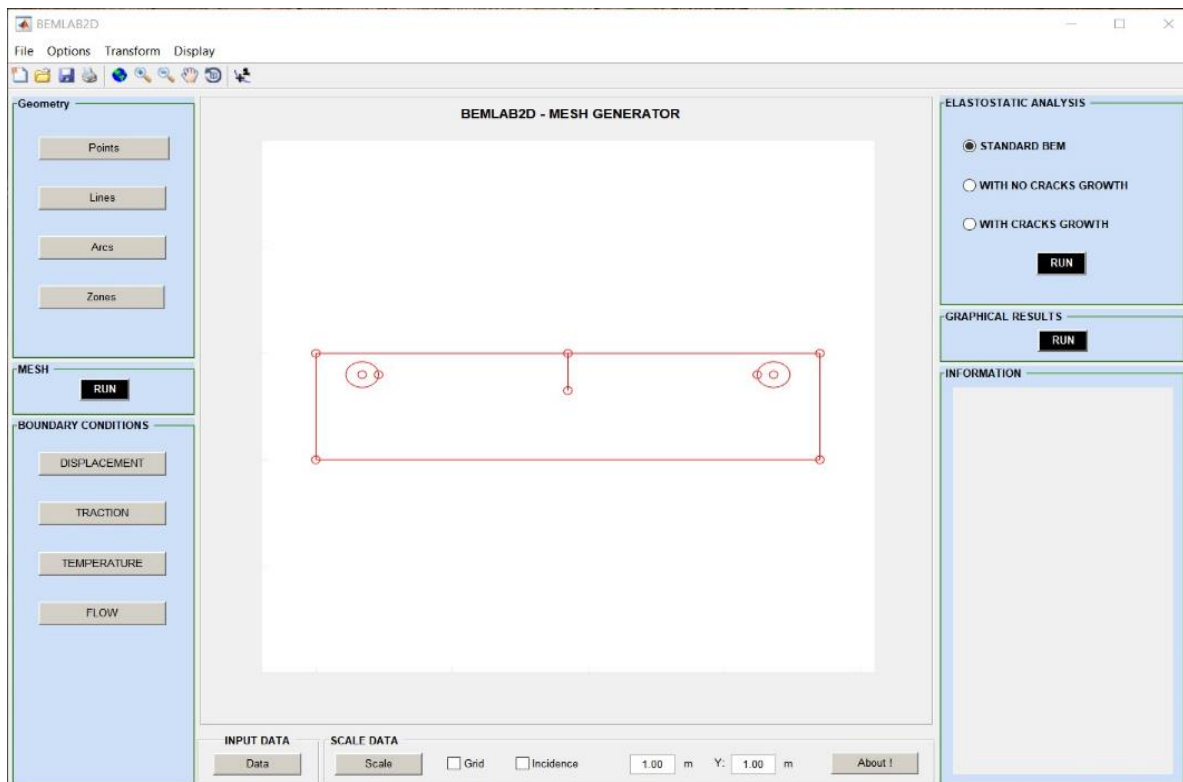 BEMLAB2D
File Options Transform Display
Geometry
Points
Lines
Arcs
Zones
MESH
RUN
BOUNDARY CONDITIONS
DISPLACEMENT
TRACTION
TEMPERATURE
FLOW
BEMLAB2D - MESH GENERATOR
ELASTOSTATIC ANALYSIS
STANDARD BEM
WITH NO CRACKS GROWTH
WITH CRACKS GROWTH
RUN
GRAPHICAL RESULTS
RUN
INFORMATION
INPUT DATA
Data
SCALE DATA
Scale Grid Incidence 1.00 m Y: 1.00 m About !